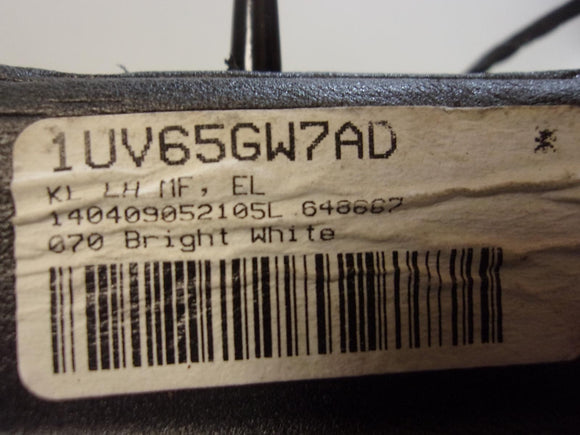 1UV65GW7AD *
KL LH MF, EL
140409052105L 648667
070 Bright White